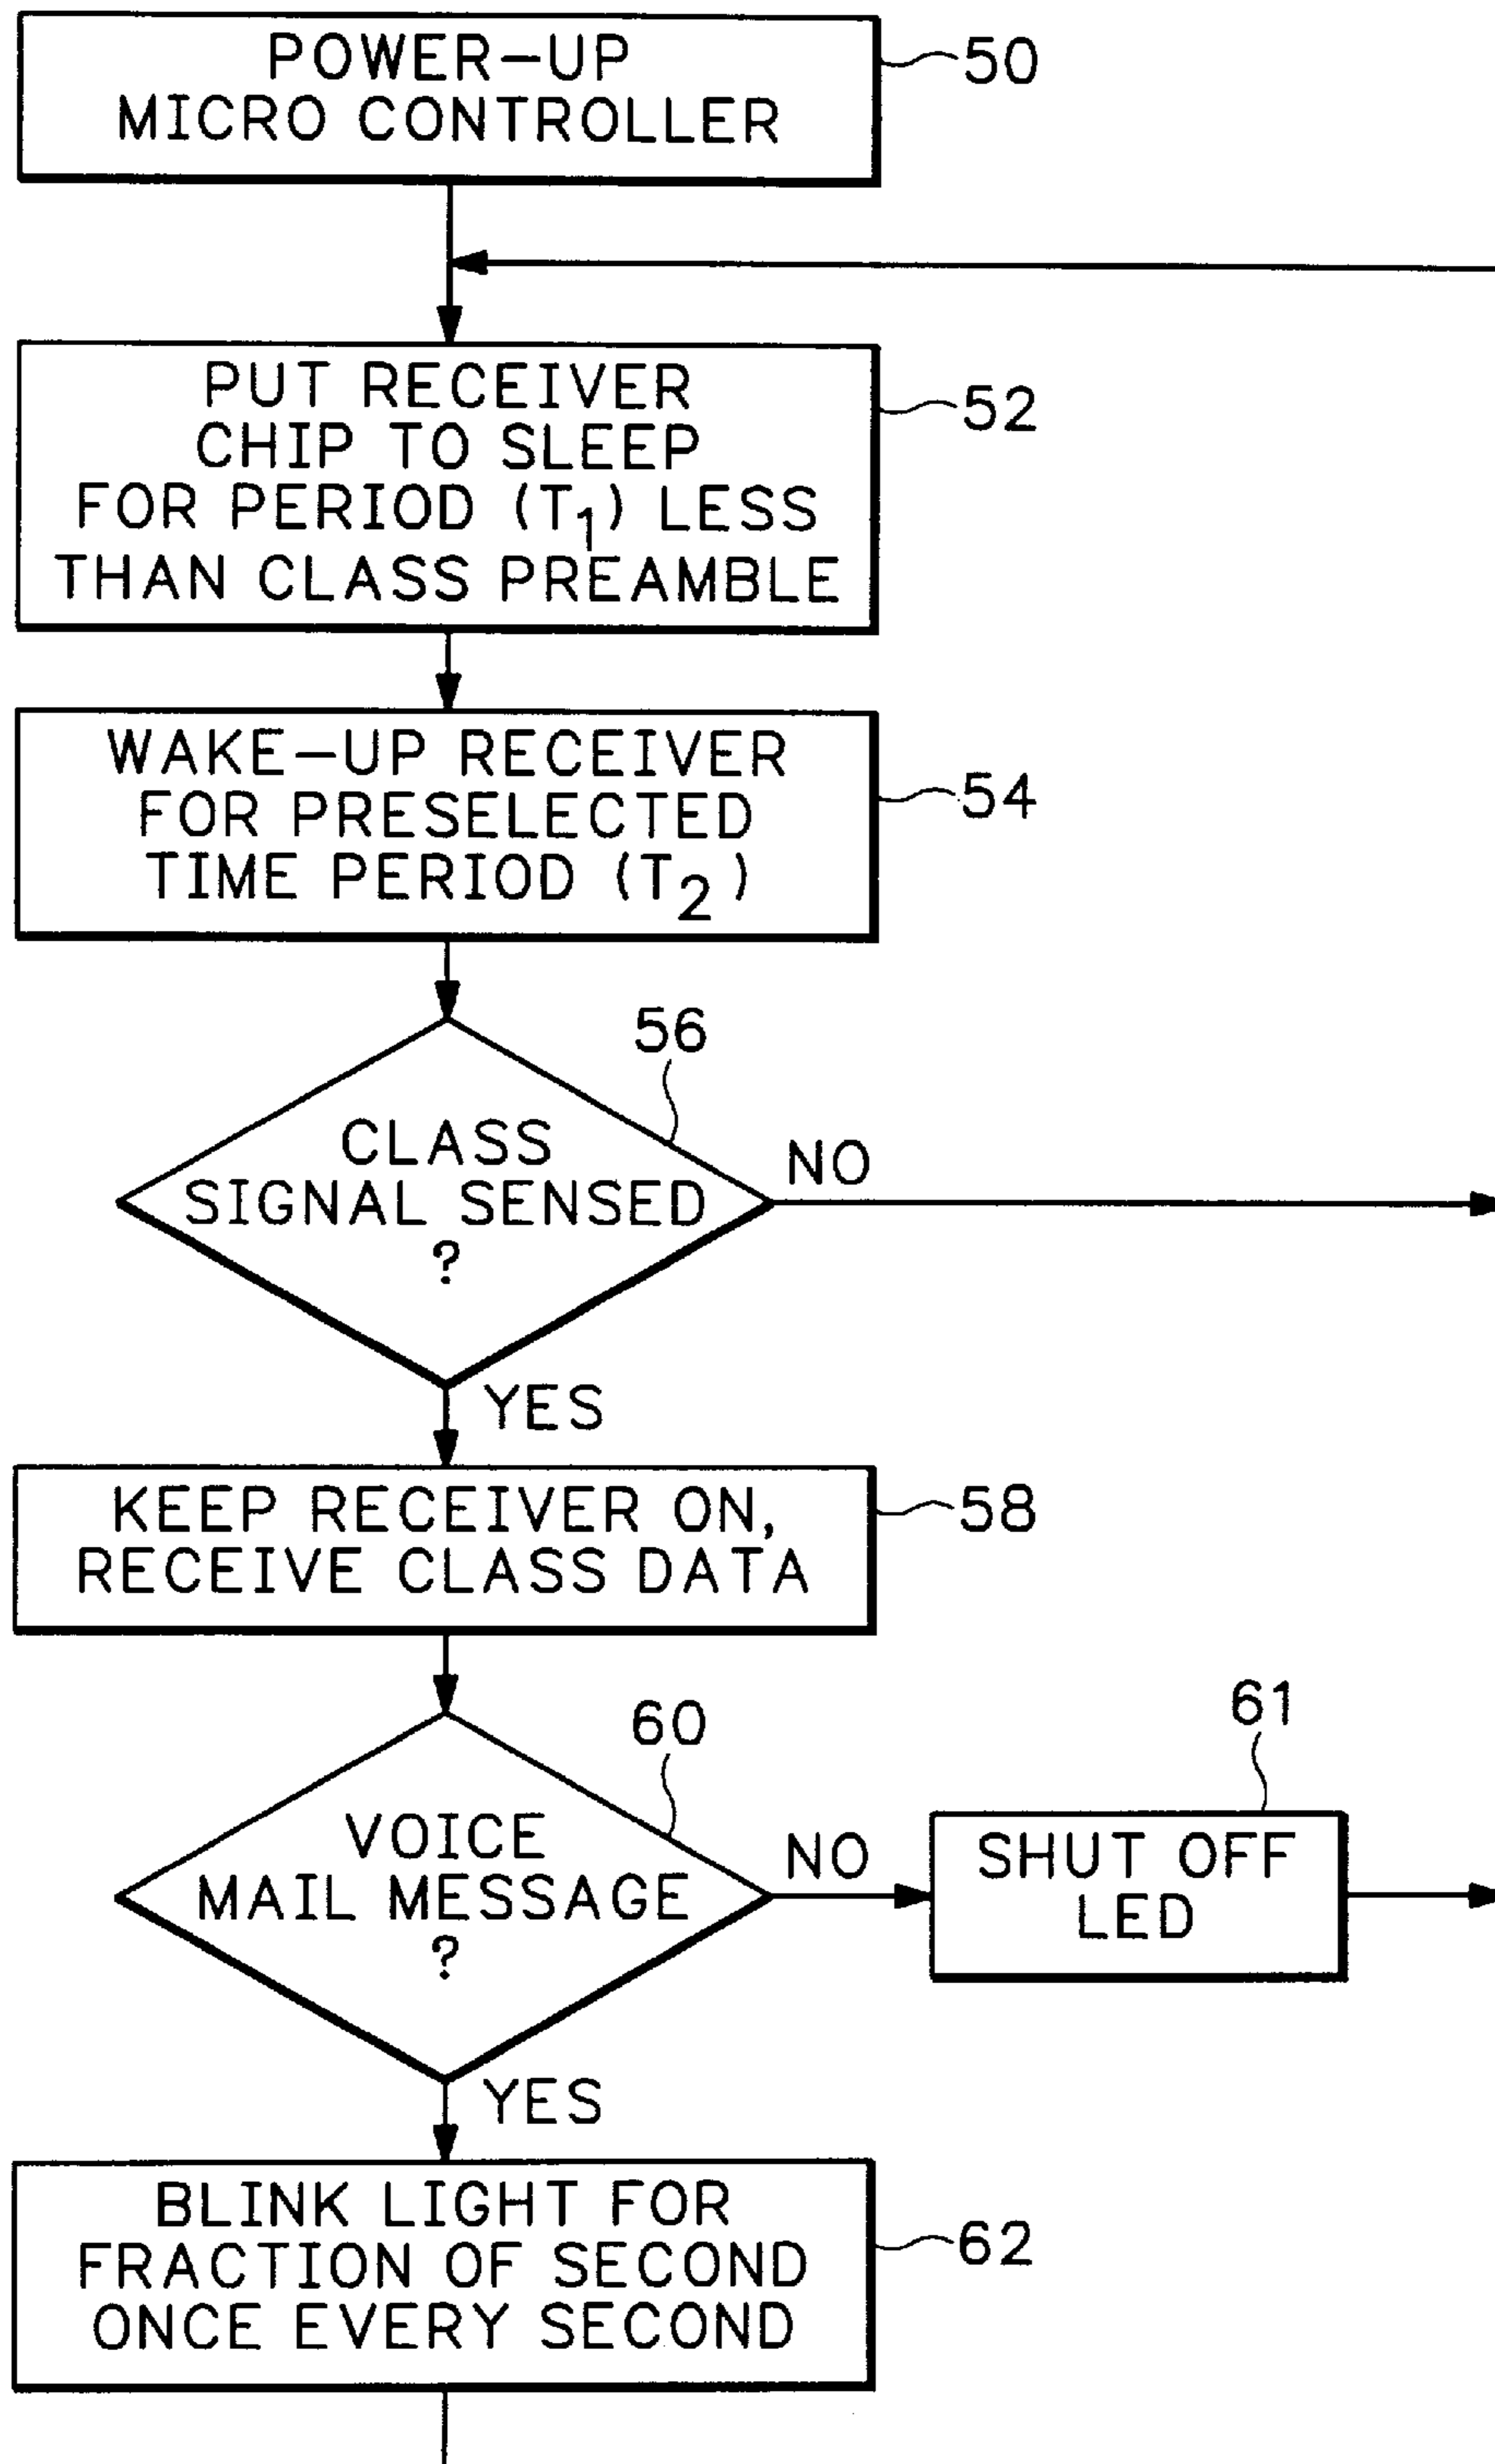 POWER-UP
MICRO CONTROLLER
50
PUT RECEIVER
CHIP TO SLEEP
FOR PERIOD (T1) LESS
THAN CLASS PREAMBLE
52
WAKE-UP RECEIVER
FOR PRESELECTED
TIME PERIOD (T2)
54
56
CLASS
SIGNAL SENSED
?
NO
YES
KEEP RECEIVER ON,
RECEIVE CLASS DATA
58
60
VOICE
MAIL MESSAGE
?
NO
61
SHUT OFF
LED
YES
BLINK LIGHT FOR
FRACTION OF SECOND
ONCE EVERY SECOND
62